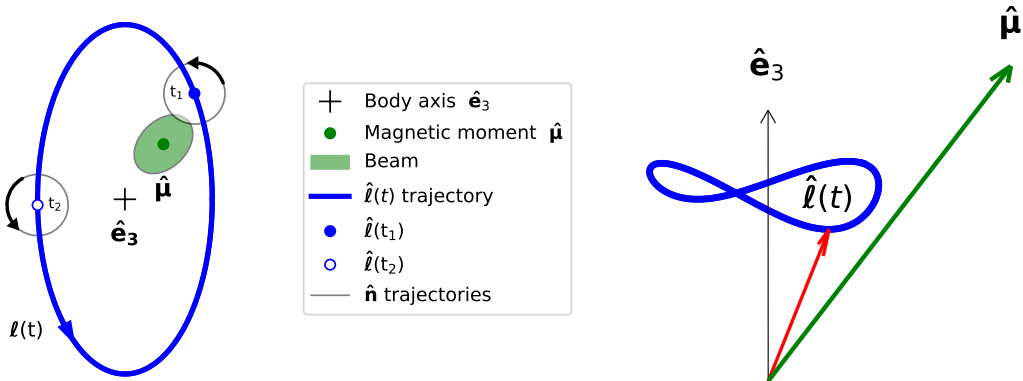 t₁
t₂
μ̂
ê₃
ℓ(t)
Body axis ê₃
Magnetic moment μ̂
Beam
ℓ̂(t) trajectory
ℓ̂(t₁)
ℓ̂(t₂)
n̂ trajectories
μ̂
ê₃
ℓ̂(t)